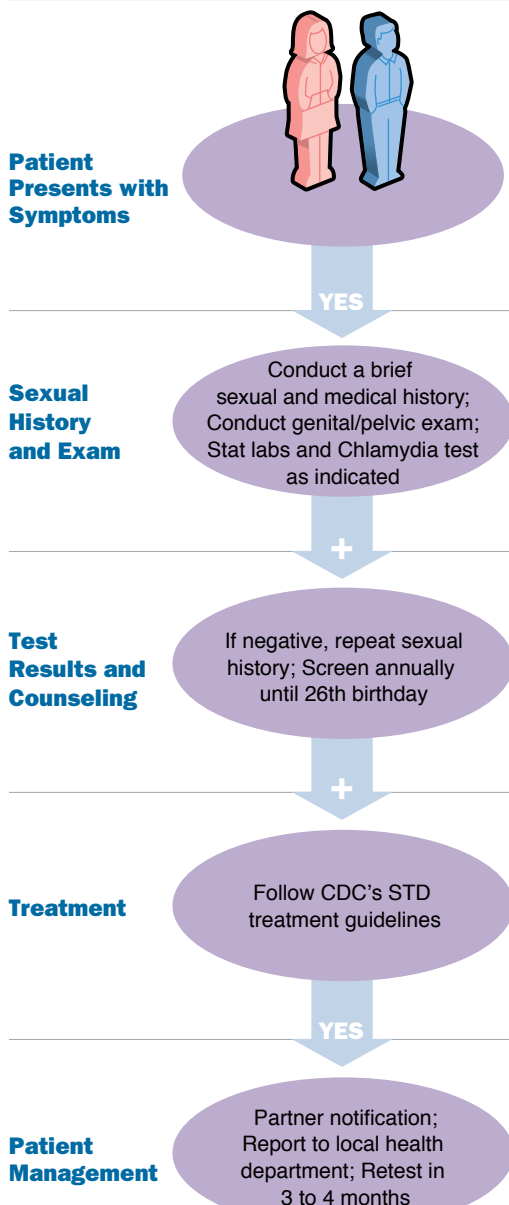 Patient
Presents with
Symptoms
YES
Sexual
History
and Exam
Conduct a brief
sexual and medical history;
Conduct genital/pelvic exam;
Stat labs and Chlamydia test
as indicated
+
Test
Results and
Counseling
If negative, repeat sexual
history; Screen annually
until 26th birthday
+
Treatment
Follow CDC's STD
treatment guidelines
YES
Patient
Management
Partner notification;
Report to local health
department; Retest in
3 to 4 months